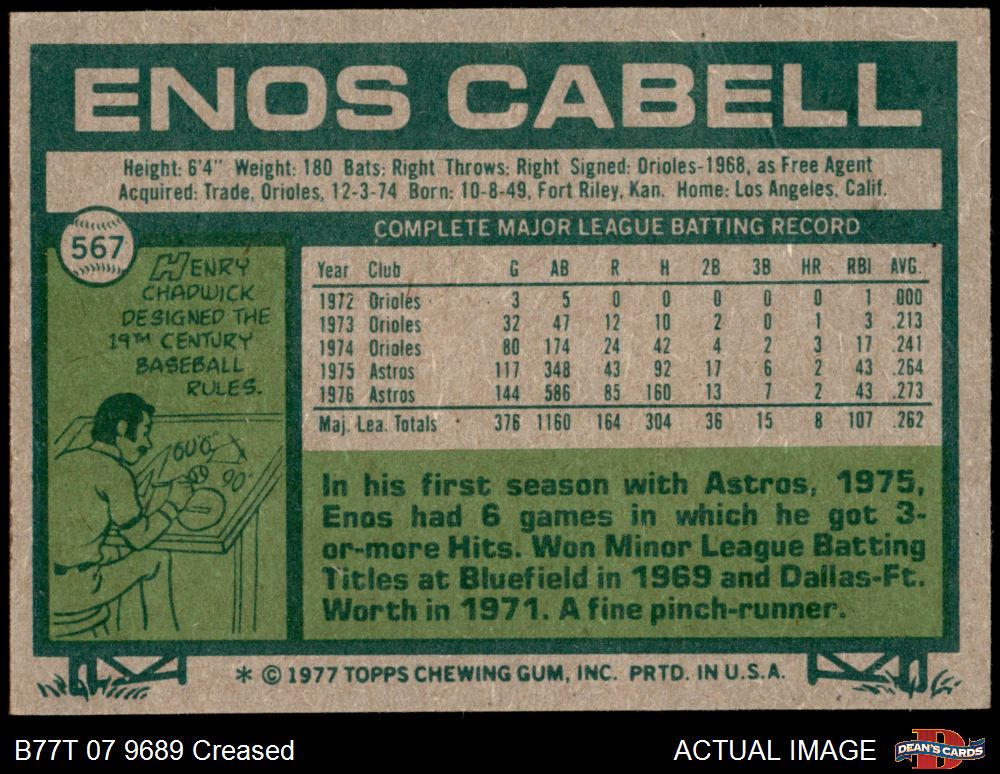 ENOS CABELL
Height: 6'4" Weight: 180 Bats: Right Throws: Right Signed: Orioles-1968, as Free Agent
Acquired: Trade, Orioles, 12-3-74 Born: 10-8-49, Fort Riley, Kan. Home: Los Angeles, Calif.
567
HENRY
CHADWICK
DESIGNED THE
19TH CENTURY
BASEBALL
RULES.
60'6"
90'
COMPLETE MAJOR LEAGUE BATTING RECORD
Year Club G AB R H 2B 3B HR RBI AVG.
1972 Orioles 3 5 0 0 0 0 0 1 .000
1973 Orioles 32 47 12 10 2 0 1 3 .213
1974 Orioles 80 174 24 42 4 2 3 17 .241
1975 Astros 117 348 43 92 17 6 2 43 .264
1976 Astros 144 586 85 160 13 7 2 43 .273
Maj. Lea. Totals 376 1160 164 304 36 15 8 107 .262
In his first season with Astros, 1975,
Enos had 6 games in which he got 3-
or-more Hits. Won Minor League Batting
Titles at Bluefield in 1969 and Dallas-Ft.
Worth in 1971. A fine pinch-runner.
* © 1977 TOPPS CHEWING GUM, INC. PRTD. IN U.S.A.
B77T 07 9689 Creased
ACTUAL IMAGE
D
DEAN'S CARDS